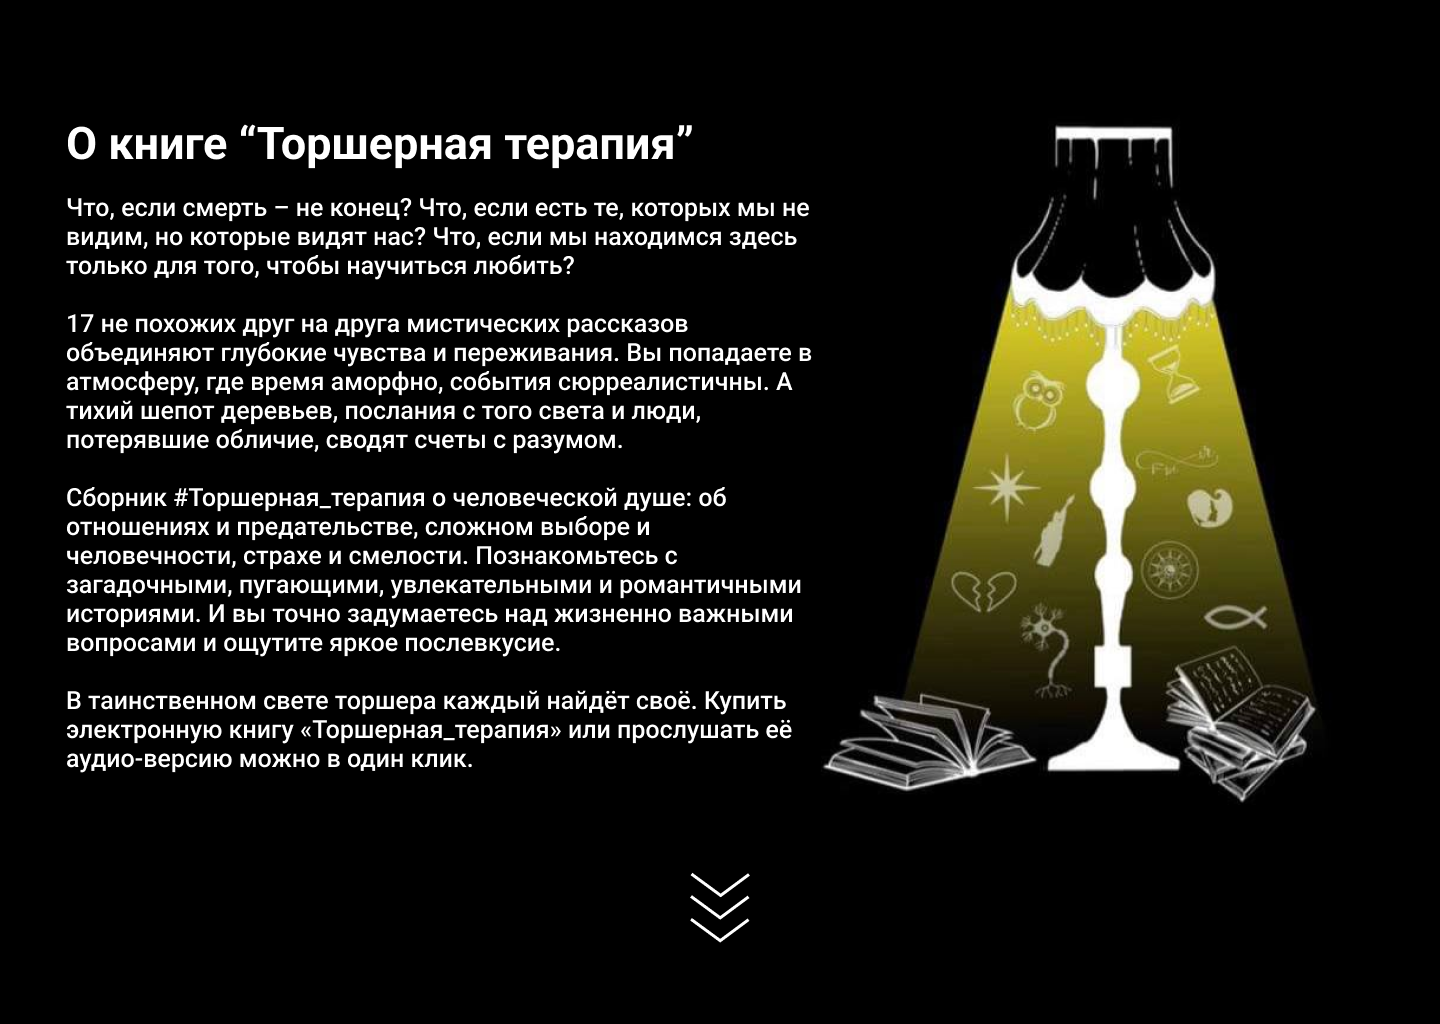 О книге “Торшерная терапия”
Что, если смерть – не конец? Что, если есть те, которых мы не
видим, но которые видят нас? Что, если мы находимся здесь
только для того, чтобы научиться любить?
17 не похожих друг на друга мистических рассказов
объединяют глубокие чувства и переживания. Вы попадаете в
атмосферу, где время аморфно, события сюрреалистичны. А
тихий шепот деревьев, послания с того света и люди,
потерявшие обличие, сводят счеты с разумом.
Сборник #Торшерная_терапия о человеческой душе: об
отношениях и предательстве, сложном выборе и
человечности, страхе и смелости. Познакомьтесь с
загадочными, пугающими, увлекательными и романтичными
историями. И вы точно задумаетесь над жизненно важными
вопросами и ощутите яркое послевкусие.
В таинственном свете торшера каждый найдёт своё. Купить
электронную книгу «Торшерная_терапия» или прослушать её
аудио-версию можно в один клик.